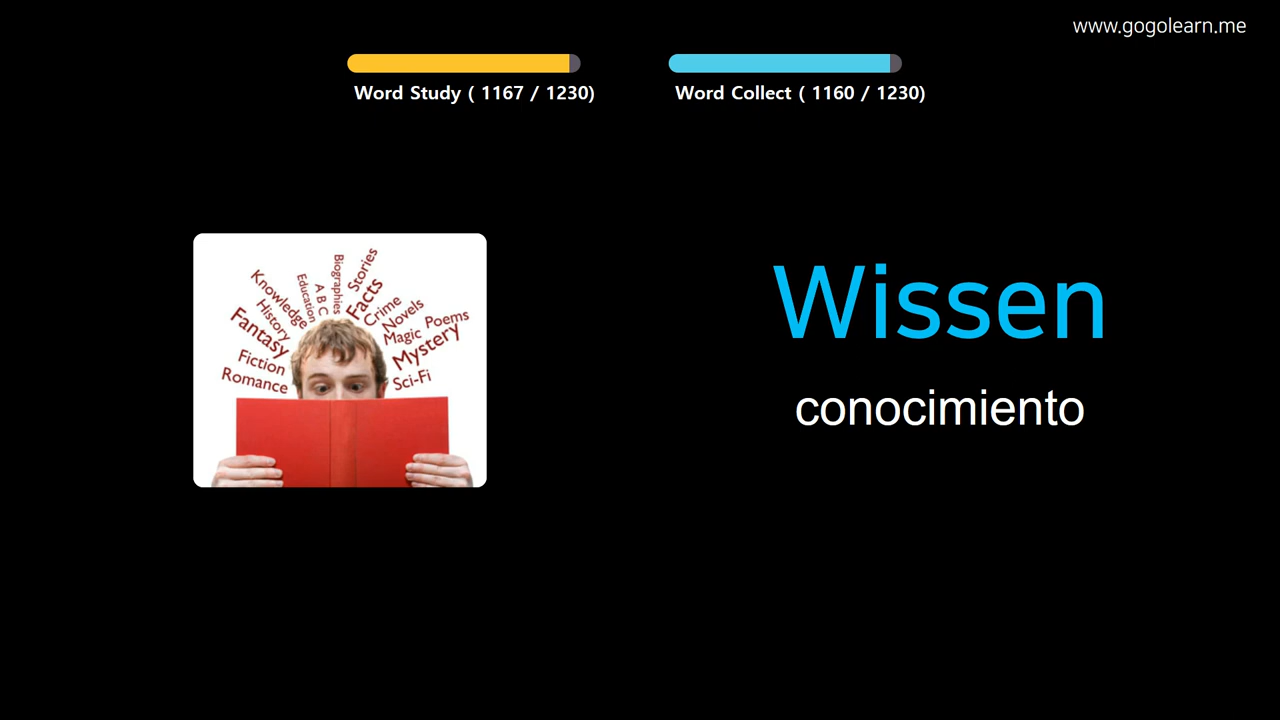 www.gogolearn.me
Word Study ( 1167 / 1230)
Word Collect ( 1160 / 1230)
Wissen
conocimiento
Knowledge
History
Fantasy
Fiction
Romance
Education
A B C
Biographies
Stories
Facts
Crime
Novels
Magic
Poems
Mystery
Sci-Fi